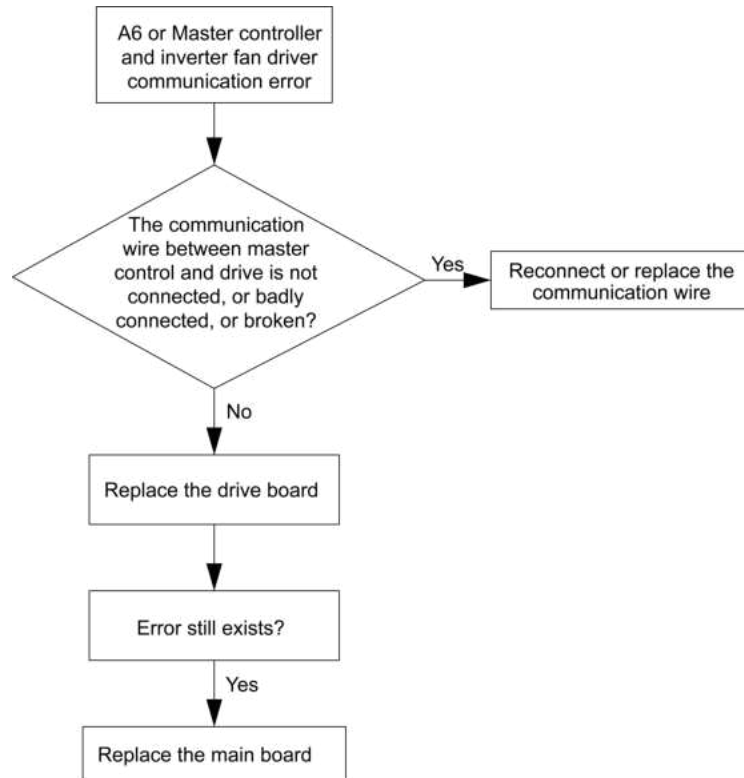 A6 or Master controller
and inverter fan driver
communication error
The communication
wire between master
control and drive is not
connected, or badly
connected, or broken?
Yes
Reconnect or replace the
communication wire
No
Replace the drive board
Error still exists?
Yes
Replace the main board